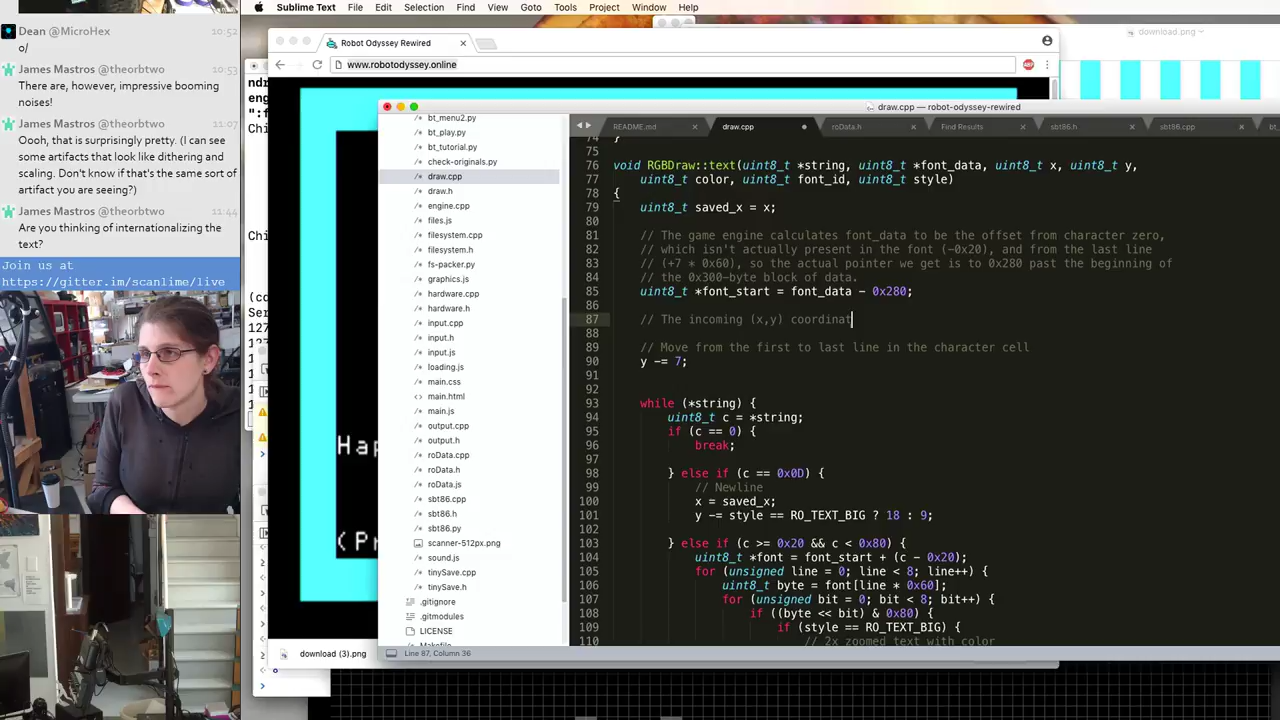 Sublime Text File Edit Selection Find View Goto Tools Project Window Help
Dean @MicroHex 10:52
o/
James Mastros @theorbtwo 10:53
There are, however, impressive booming
noises!
James Mastros @theorbtwo 11:07
Oooh, that is surprisingly pretty. (I can see
some artifacts that look like dithering and
scaling. Don't know if that's the same sort of
artifact you are seeing?)
James Mastros @theorbtwo 11:44
Are you thinking of internationalizing the
text?
Join us at
https://gitter.im/scanlime/live
download.png
Robot Odyssey Rewired
www.robotodyssey.online
ABP
draw.cpp — robot-odyssey-rewired
README.md
draw.cpp
roData.h
Find Results
sbt86.h
sbt86.cpp
bt_menu2.py
bt_play.py
bt_tutorial.py
check-originals.py
draw.cpp
draw.h
engine.cpp
files.js
filesystem.cpp
filesystem.h
fs-packer.py
graphics.js
hardware.cpp
hardware.h
input.cpp
input.h
input.js
loading.js
main.css
main.html
main.js
output.cpp
output.h
roData.cpp
roData.h
roData.js
sbt86.cpp
sbt86.h
sbt86.py
scanner-512px.png
sound.js
tinySave.cpp
tinySave.h
.gitignore
.gitmodules
LICENSE
Makefile
74 }
75
76 void RGBDraw::text(uint8_t *string, uint8_t *font_data, uint8_t x, uint8_t y,
77 uint8_t color, uint8_t font_id, uint8_t style)
78 {
79 uint8_t saved_x = x;
80
81 // The game engine calculates font_data to be the offset from character zero,
82 // which isn't actually present in the font (-0x20), and from the last line
83 // (+7 * 0x60), so the actual pointer we get is to 0x280 past the beginning of
84 // the 0x300-byte block of data.
85 uint8_t *font_start = font_data - 0x280;
86
87 // The incoming (x,y) coordinat
88
89 // Move from the first to last line in the character cell
90 y -= 7;
91
92
93 while (*string) {
94 uint8_t c = *string;
95 if (c == 0) {
96 break;
97
98 } else if (c == 0x0D) {
99 // Newline
100 x = saved_x;
101 y -= style == RO_TEXT_BIG ? 18 : 9;
102
103 } else if (c >= 0x20 && c < 0x80) {
104 uint8_t *font = font_start + (c - 0x20);
105 for (unsigned line = 0; line < 8; line++) {
106 uint8_t byte = font[line * 0x60];
107 for (unsigned bit = 0; bit < 8; bit++) {
108 if ((byte << bit) & 0x80) {
109 if (style == RO_TEXT_BIG) {
110 // 2x zoomed text with color
Line 87, Column 36
download (3).png